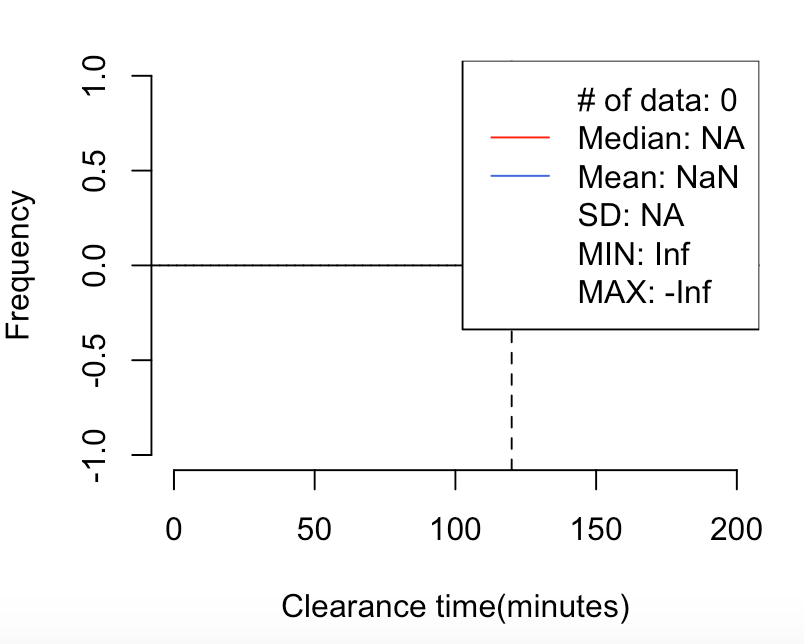 1.0
0.5
0.0
-0.5
-1.0
Frequency
# of data: 0
Median: NA
Mean: NaN
SD: NA
MIN: Inf
MAX: -Inf
0 50 100 150 200
Clearance time(minutes)